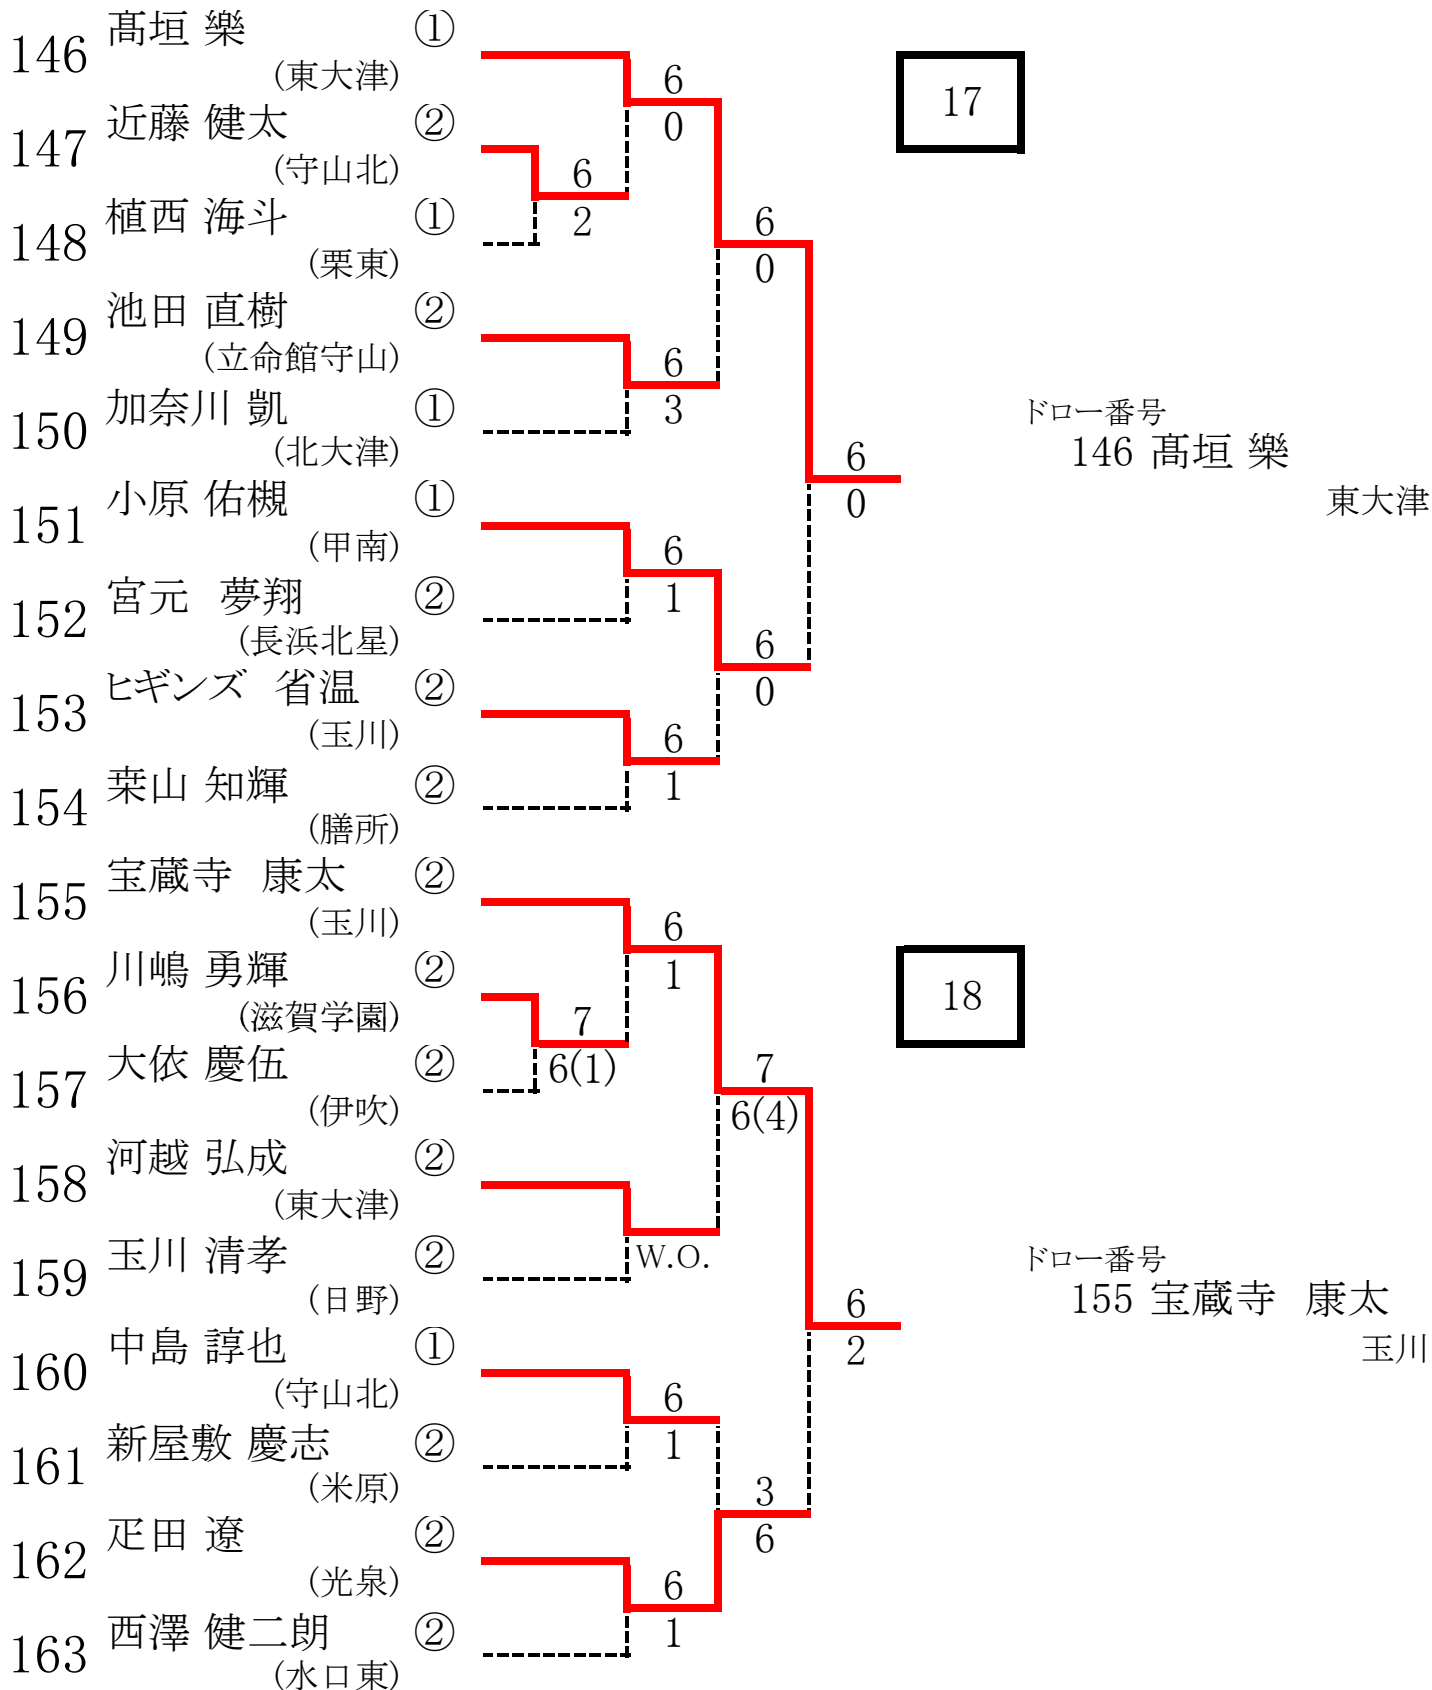 146 髙垣 樂 ①
(東大津)
147 近藤 健太 ②
(守山北)
148 植西 海斗 ①
(栗東)
149 池田 直樹 ②
(立命館守山)
150 加奈川 凱 ①
(北大津)
151 小原 佑槻 ①
(甲南)
152 宮元 夢翔 ②
(長浜北星)
153 ヒギンズ 省温 ②
(玉川)
154 桒山 知輝 ②
(膳所)
6
0
6
2
6
3
6
1
6
1
6
0
6
0
6
0
17
ドロー番号
146 髙垣 樂
東大津
155 宝蔵寺 康太 ②
(玉川)
156 川嶋 勇輝 ②
(滋賀学園)
157 大依 慶伍 ②
(伊吹)
158 河越 弘成 ②
(東大津)
159 玉川 清孝 ②
(日野)
160 中島 諄也 ①
(守山北)
161 新屋敷 慶志 ②
(米原)
162 疋田 遼 ②
(光泉)
163 西澤 健二朗 ②
(水口東)
6
1
7
6(1)
W.O.
6
1
6
1
7
6(4)
3
6
6
2
18
ドロー番号
155 宝蔵寺 康太
玉川